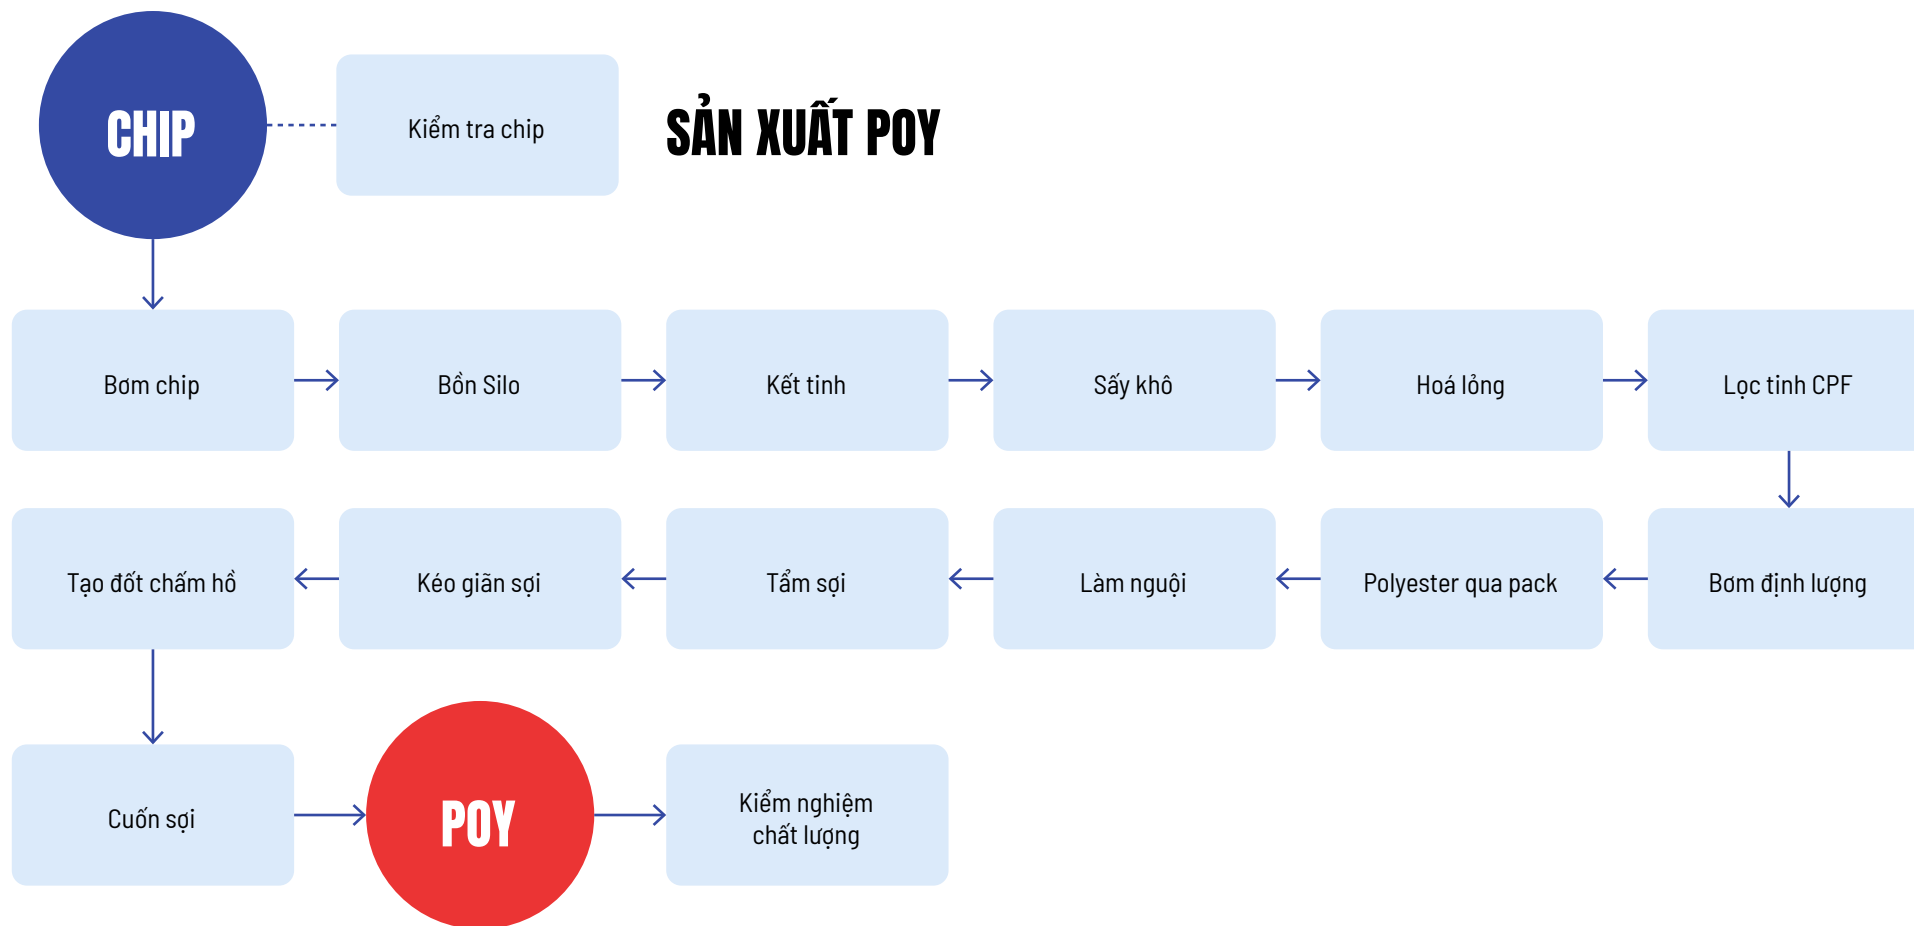 CHIP
Kiểm tra chip
SẢN XUẤT POY
Bơm chip
Bồn Silo
Kết tinh
Sấy khô
Hoá lỏng
Lọc tinh CPF
Tạo đốt chấm hồ
Kéo giãn sợi
Tẩm sợi
Làm nguội
Polyester qua pack
Bơm định lượng
Cuốn sợi
POY
Kiểm nghiệm
chất lượng